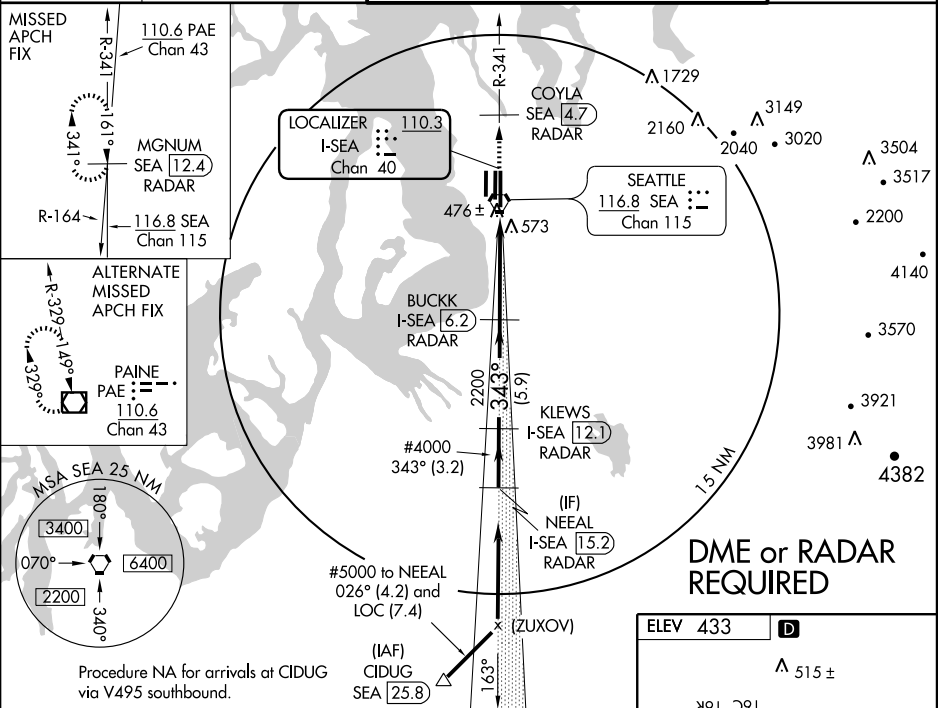 MISSED
APCH
FIX
110.6 PAE
Chan 43
R-341
161°
341°
MGNUM
SEA 12.4
RADAR
R-164
116.8 SEA
Chan 115
ALTERNATE
MISSED
APCH FIX
R-329
149°
329°
PAINE
PAE
110.6
Chan 43
MSA SEA 25 NM
180°
3400
070°
6400
2200
340°
Procedure NA for arrivals at CIDUG
via V495 southbound.
R-341
COYLA
SEA 4.7
RADAR
LOCALIZER 110.3
I-SEA
Chan 40
SEATTLE
116.8 SEA
Chan 115
476 ±
573
1729
2160
2040
3149
3020
3504
3517
2200
4140
3570
3921
3981
4382
BUCKK
I-SEA 6.2
RADAR
2200
343°
(5.9)
KLEWS
I-SEA 12.1
RADAR
#4000
343° (3.2)
15 NM
(IF)
NEEAL
I-SEA 15.2
RADAR
#5000 to NEEAL
026° (4.2) and
LOC (7.4)
(ZUXOV)
(IAF)
CIDUG
SEA 25.8
163°
DME or RADAR
REQUIRED
ELEV 433 D
515 ±